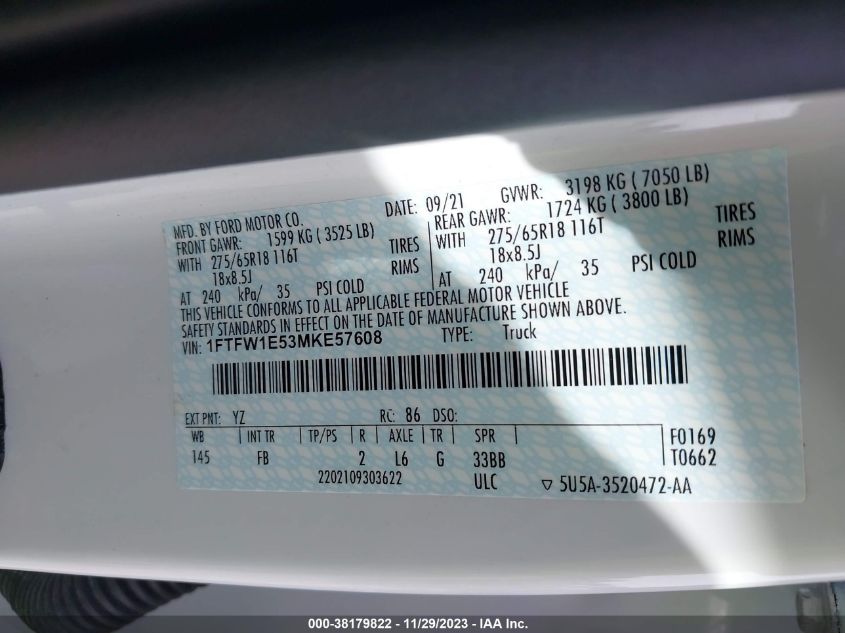 MFD. BY FORD MOTOR CO.
DATE: 09/21 GVWR: 3198 KG ( 7050 LB)
FRONT GAWR: 1599 KG ( 3525 LB)
REAR GAWR: 1724 KG ( 3800 LB)
WITH 275/65R18 116T TIRES
WITH 275/65R18 116T TIRES
18x8.5J RIMS
18x8.5J RIMS
AT 240 kPa/ 35 PSI COLD
AT 240 kPa/ 35 PSI COLD
THIS VEHICLE CONFORMS TO ALL APPLICABLE FEDERAL MOTOR VEHICLE
SAFETY STANDARDS IN EFFECT ON THE DATE OF MANUFACTURE SHOWN ABOVE.
VIN: 1FTFW1E53MKE57608 TYPE: Truck
EXT PNT: YZ RC: 86 DSO:
WB INT TR TP/PS R AXLE TR SPR F0169
145 FB 2 L6 G 33BB T0662
2202109303622 ULC ▽ 5U5A-3520472-AA
000-38179822 - 11/29/2023 - IAA Inc.